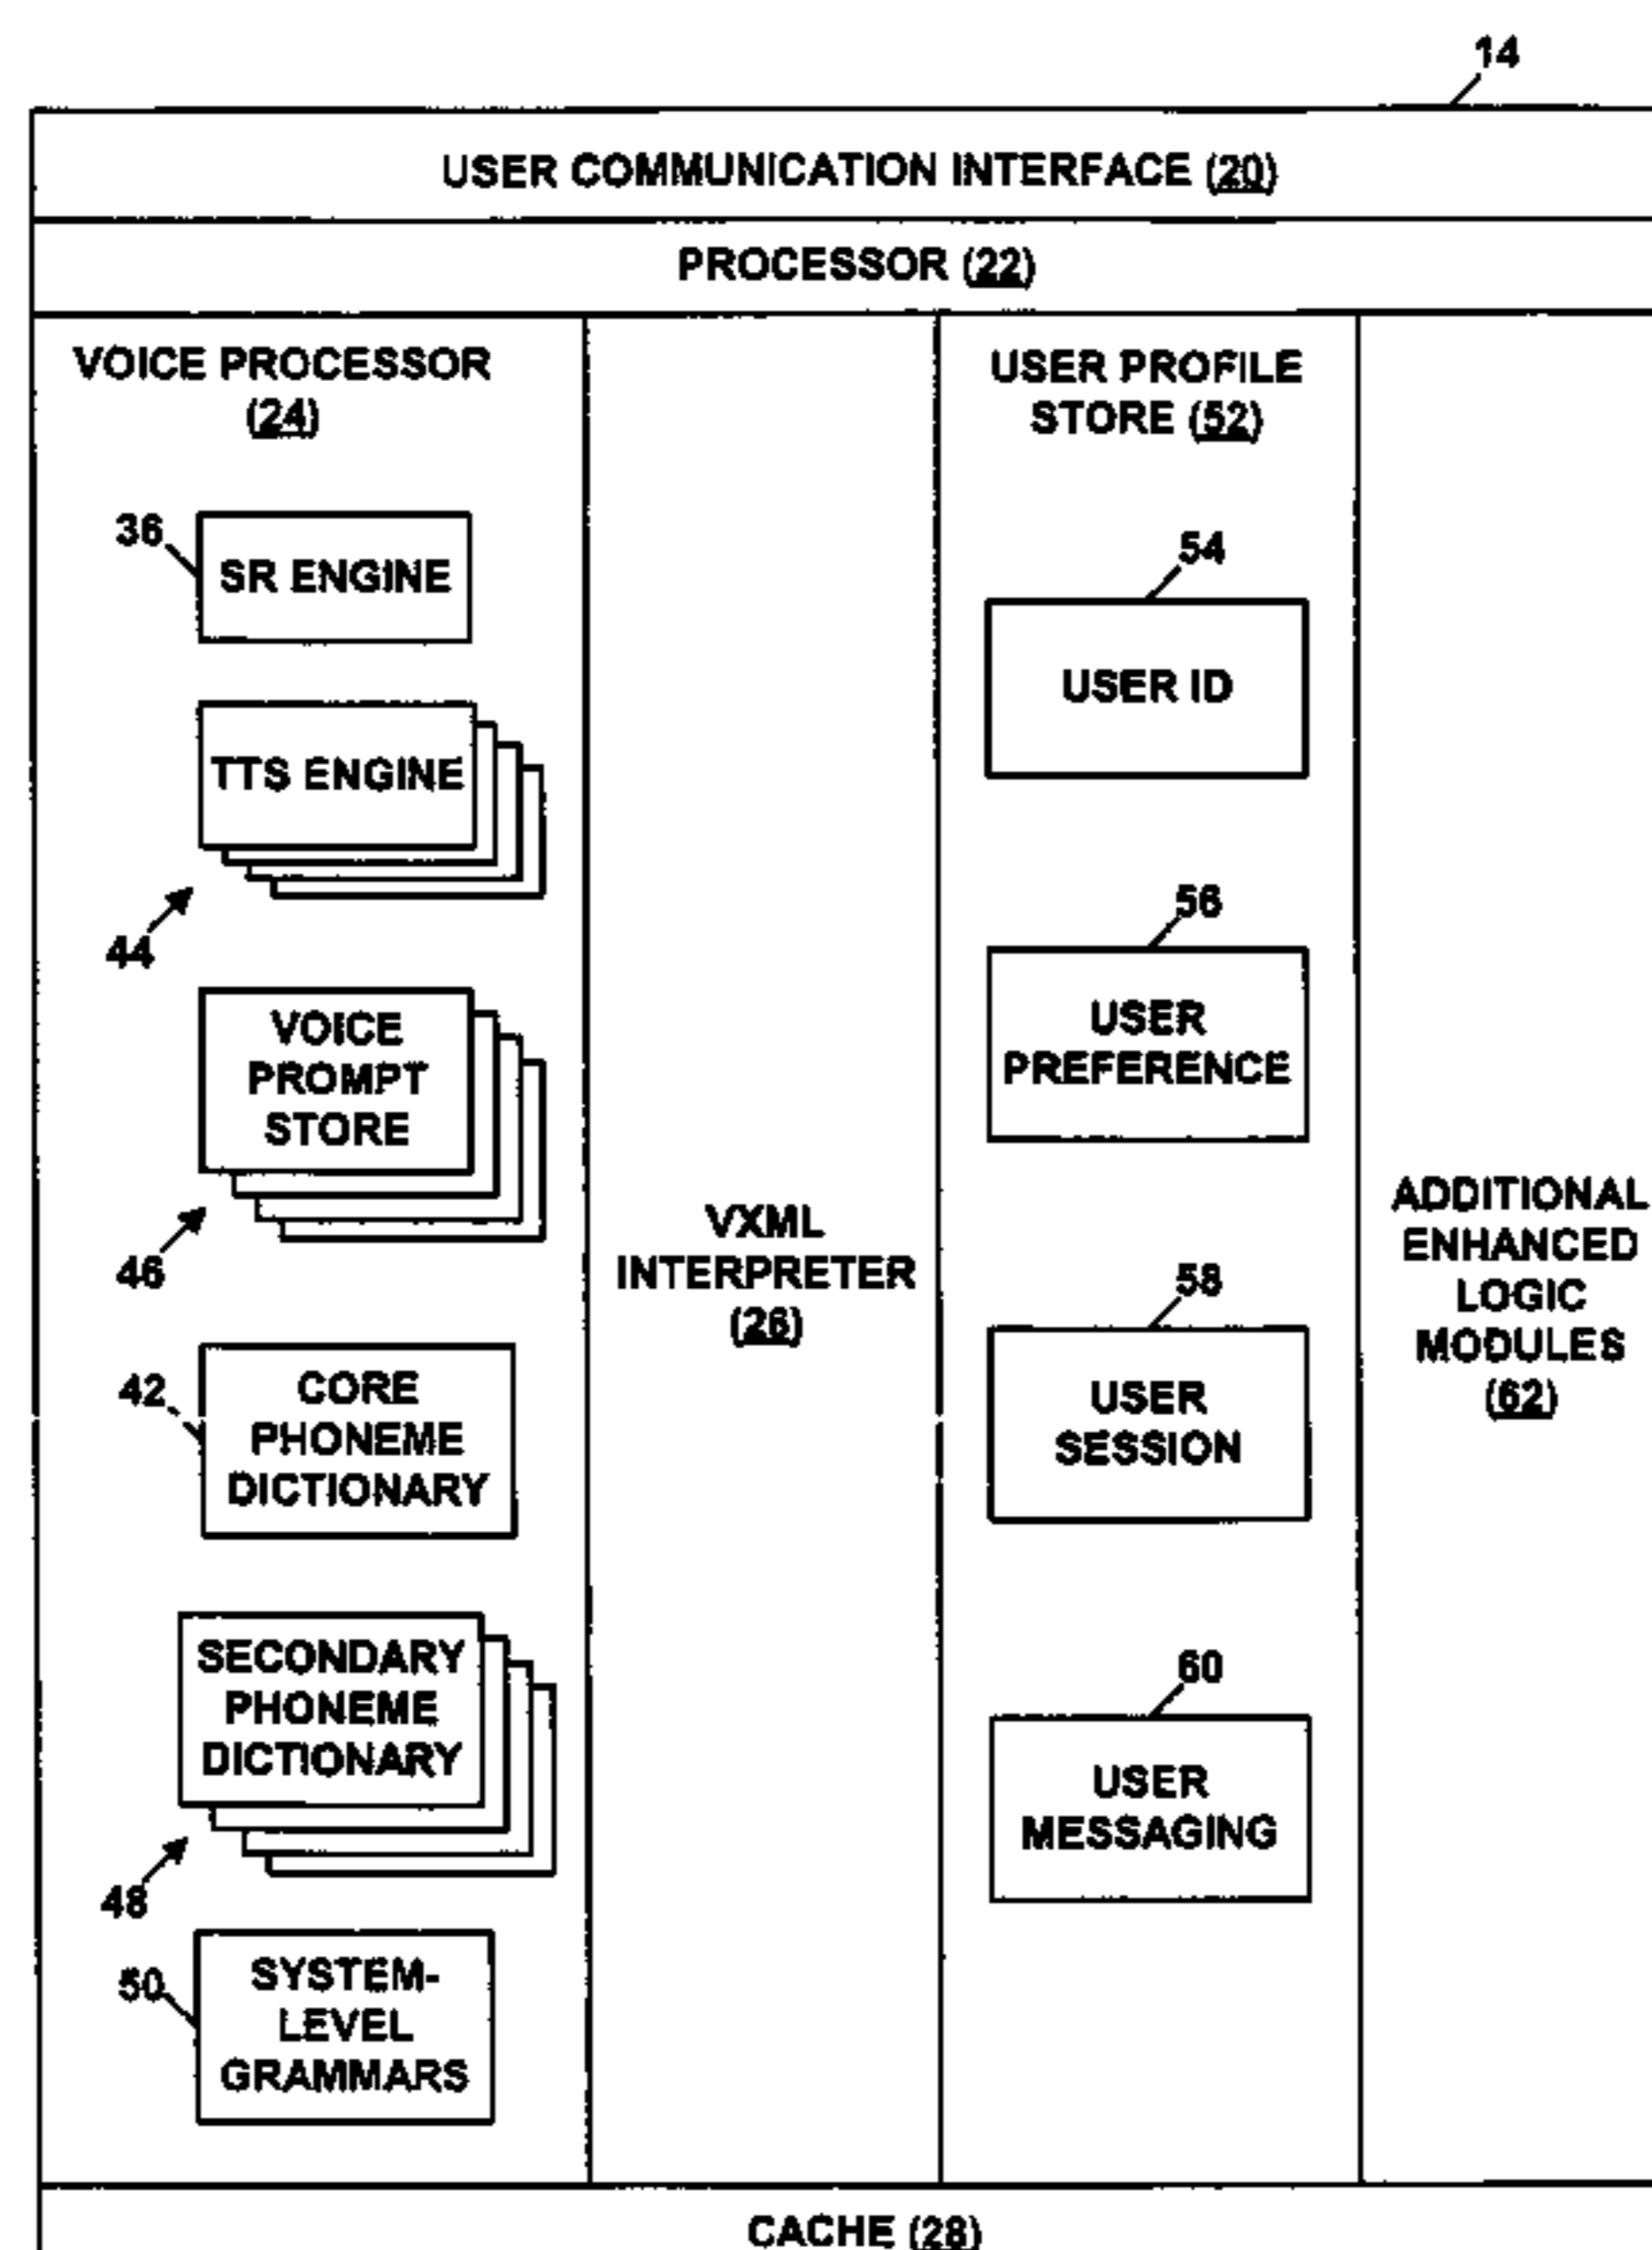 14
USER COMMUNICATION INTERFACE (20)
PROCESSOR (22)
VOICE PROCESSOR
(24)
36
SR ENGINE
TTS ENGINE
44
VOICE
PROMPT
STORE
46
42
CORE
PHONEME
DICTIONARY
SECONDARY
PHONEME
DICTIONARY
48
50
SYSTEM-
LEVEL
GRAMMARS
VXML
INTERPRETER
(26)
USER PROFILE
STORE (52)
54
USER ID
56
USER
PREFERENCE
58
USER
SESSION
60
USER
MESSAGING
ADDITIONAL
ENHANCED
LOGIC
MODULES
(62)
CACHE (28)